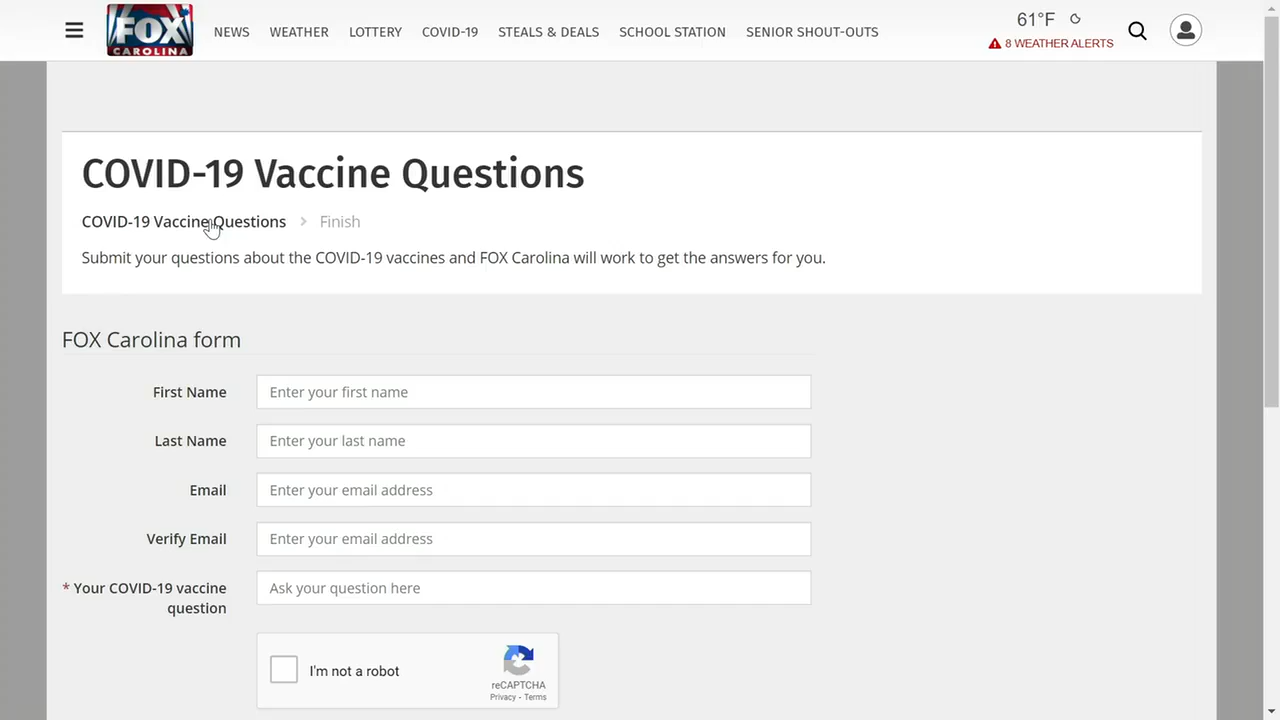 FOX
CAROLINA
NEWS WEATHER LOTTERY COVID-19 STEALS & DEALS SCHOOL STATION SENIOR SHOUT-OUTS
61°F
8 WEATHER ALERTS
COVID-19 Vaccine Questions
COVID-19 Vaccine Questions > Finish
Submit your questions about the COVID-19 vaccines and FOX Carolina will work to get the answers for you.
FOX Carolina form
First Name Enter your first name
Last Name Enter your last name
Email Enter your email address
Verify Email Enter your email address
* Your COVID-19 vaccine Ask your question here
question
I'm not a robot
reCAPTCHA
Privacy - Terms